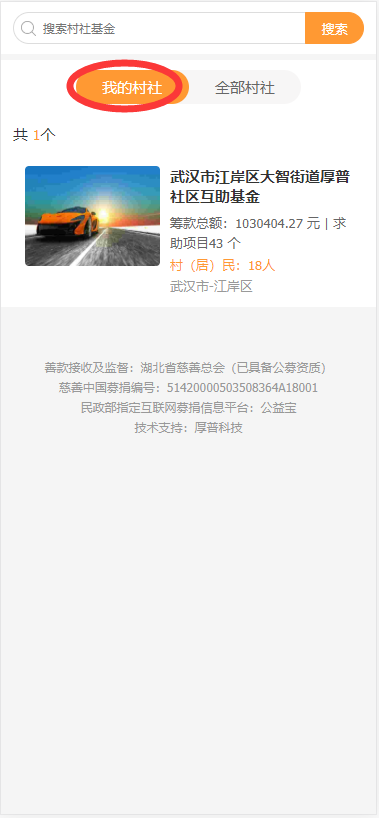 搜索村社基金
搜索
我的村社
全部村社
共 1个
武汉市江岸区大智街道厚普
社区互助基金
筹款总额：1030404.27 元 | 求
助项目43 个
村（居）民：18人
武汉市-江岸区
善款接收及监督：湖北省慈善总会（已具备公募资质）
慈善中国募捐编号：51420000503508364A18001
民政部指定互联网募捐信息平台：公益宝
技术支持：厚普科技